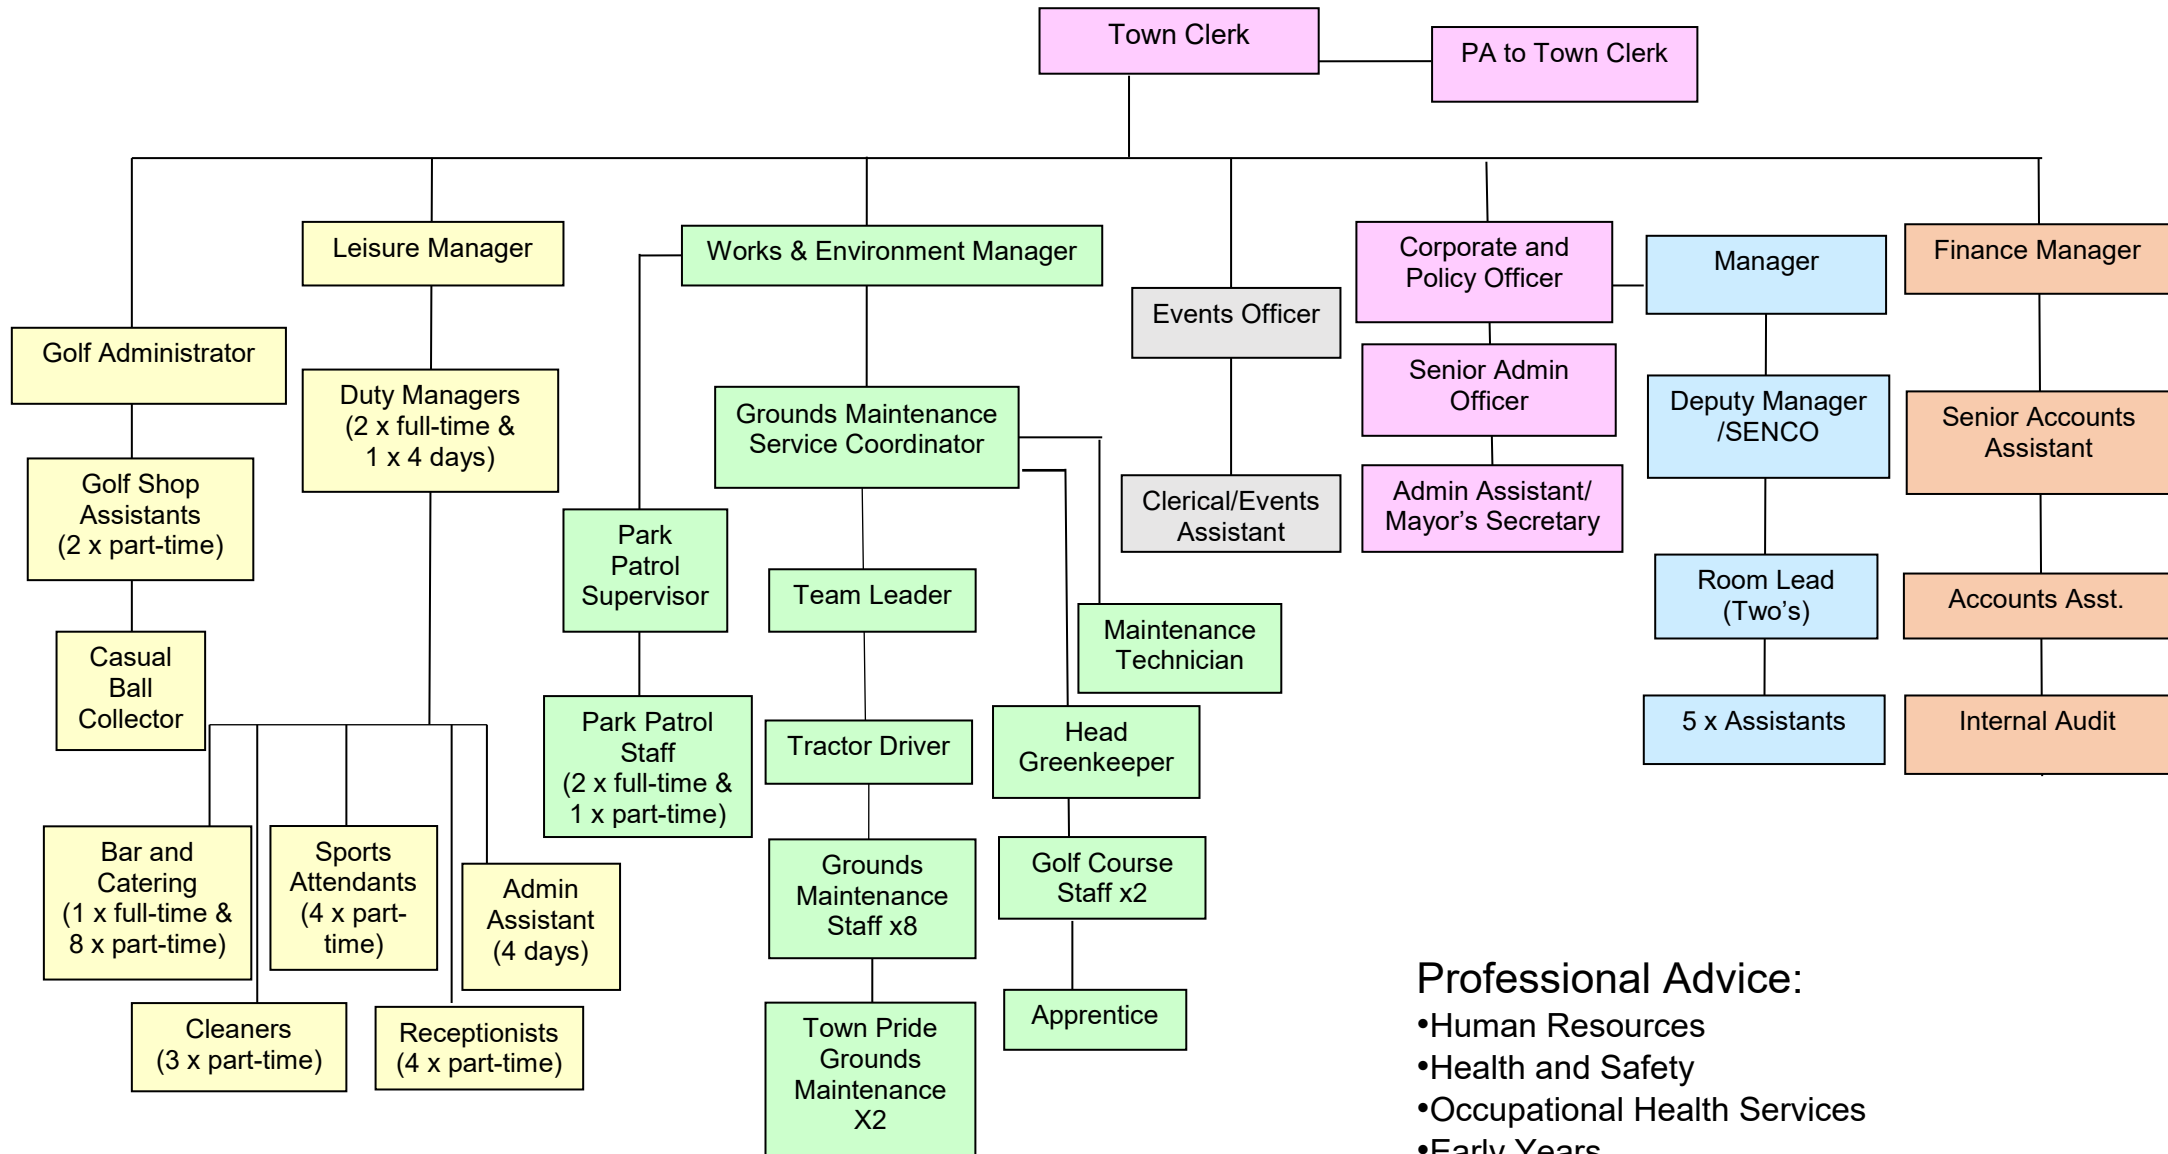 Town Clerk
PA to Town Clerk
Golf Administrator
Golf Shop
Assistants
(2 x part-time)
Casual
Ball
Collector
Leisure Manager
Duty Managers
(2 x full-time &
1 x 4 days)
Bar and
Catering
(1 x full-time &
8 x part-time)
Cleaners
(3 x part-time)
Sports
Attendants
(4 x part-
time)
Receptionists
(4 x part-time)
Admin
Assistant
(4 days)
Works & Environment Manager
Park
Patrol
Supervisor
Park Patrol
Staff
(2 x full-time &
1 x part-time)
Grounds Maintenance
Service Coordinator
Team Leader
Tractor Driver
Grounds
Maintenance
Staff x8
Town Pride
Grounds
Maintenance
X2
Maintenance
Technician
Head
Greenkeeper
Golf Course
Staff x2
Apprentice
Events Officer
Clerical/Events
Assistant
Corporate and
Policy Officer
Senior Admin
Officer
Admin Assistant/
Mayor’s Secretary
Manager
Deputy Manager
/SENCO
Room Lead
(Two’s)
5 x Assistants
Finance Manager
Senior Accounts
Assistant
Accounts Asst.
Internal Audit
Professional Advice:
•Human Resources
•Health and Safety
•Occupational Health Services
•Early Years